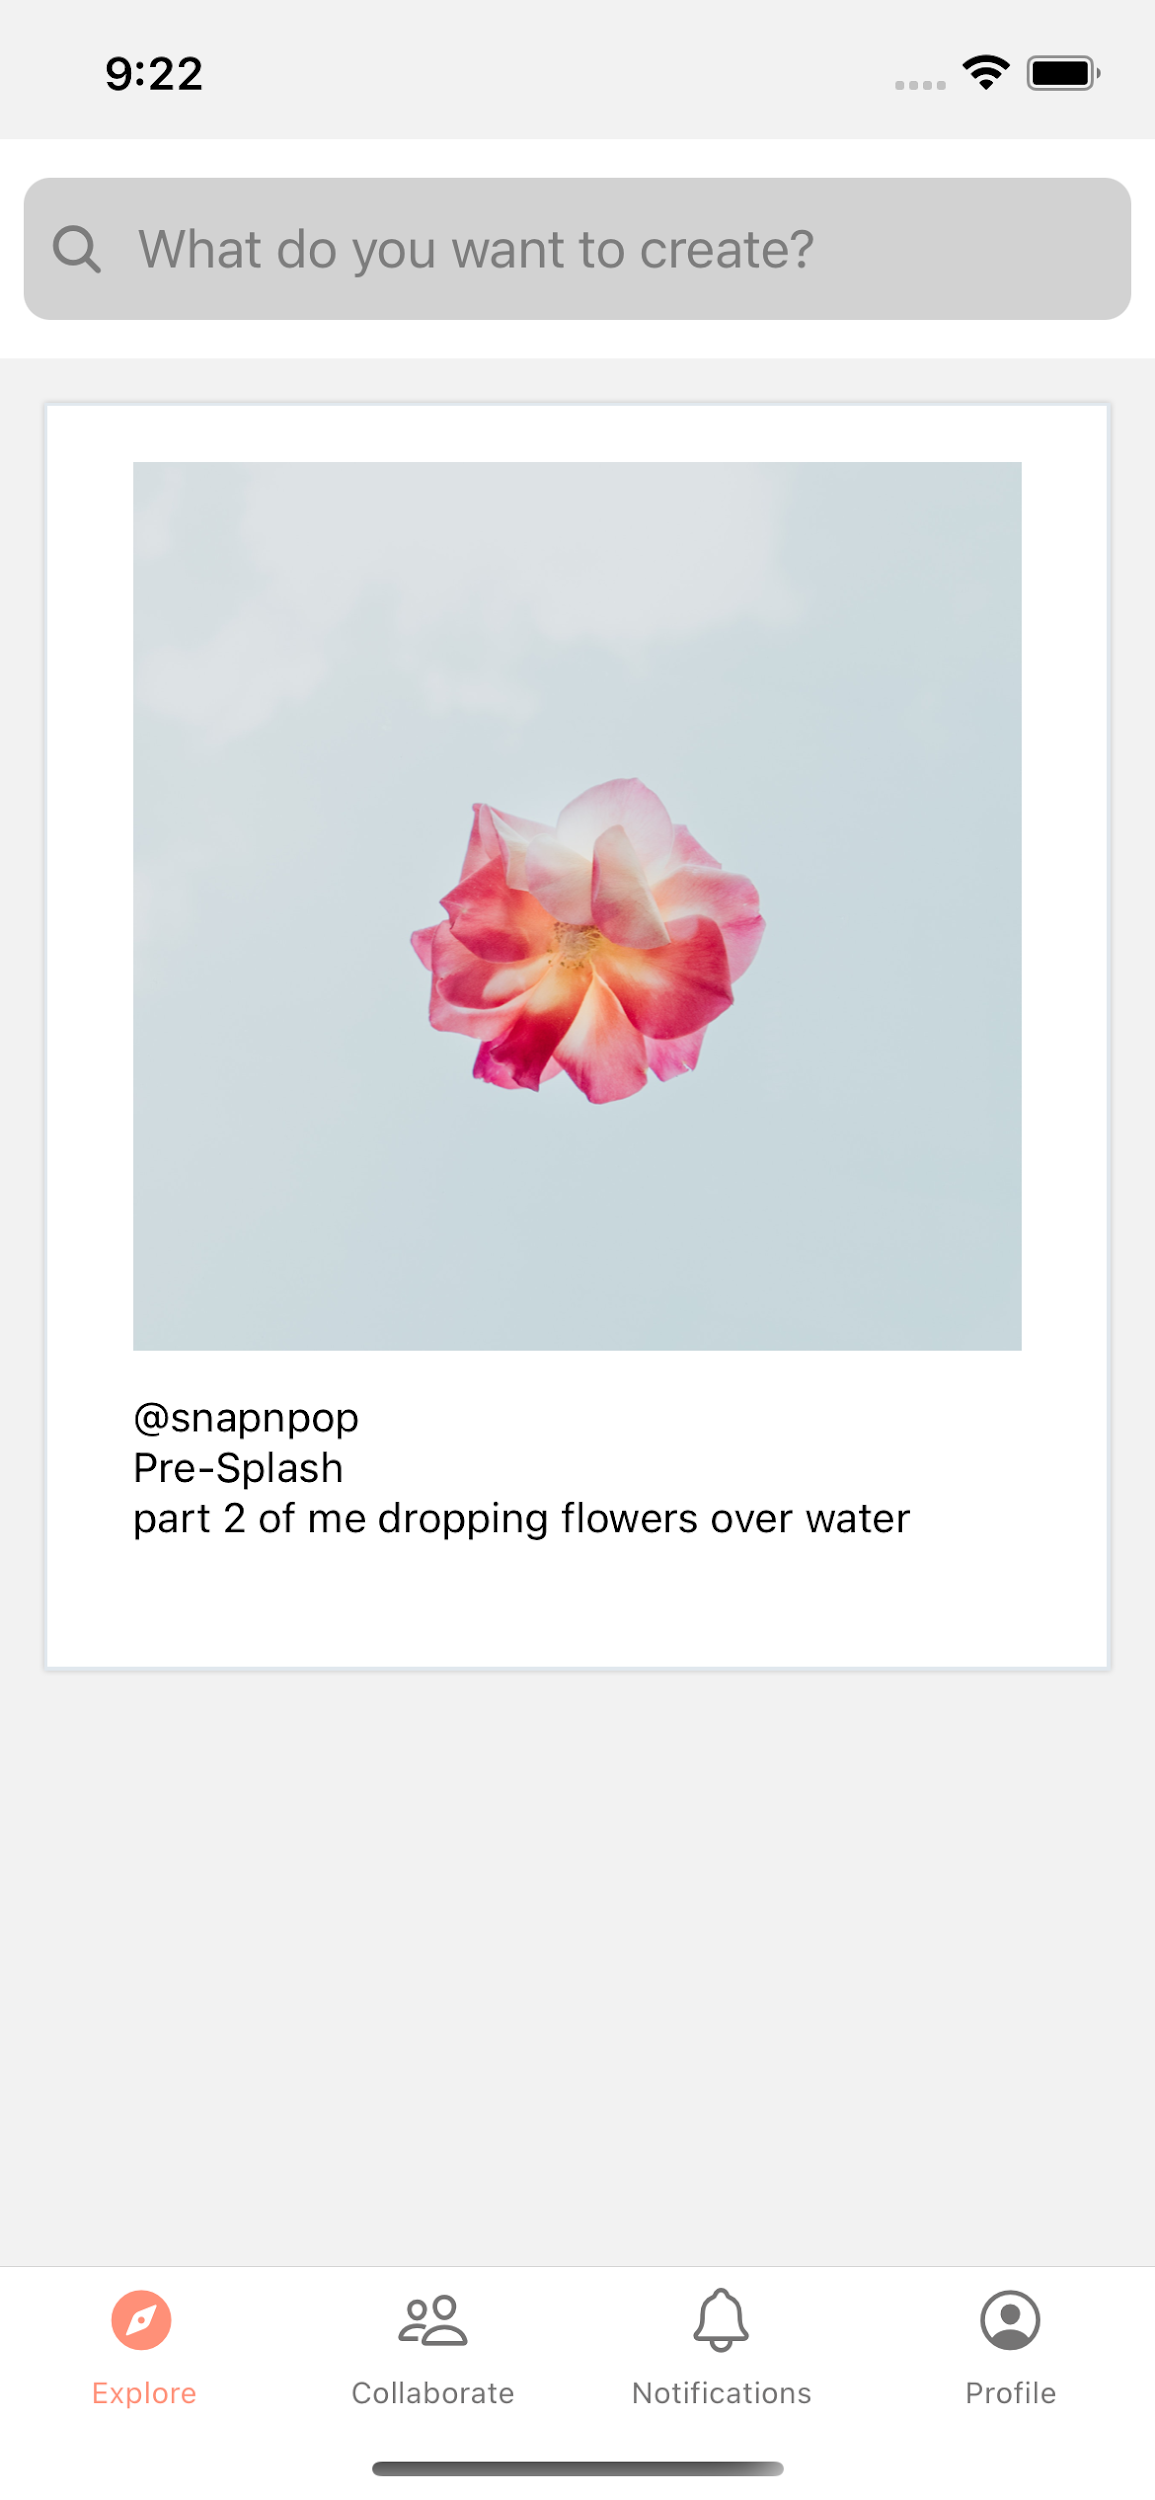 9:22
What do you want to create?
@snapnpop
Pre-Splash
part 2 of me dropping flowers over water
Explore
Collaborate
Notifications
Profile